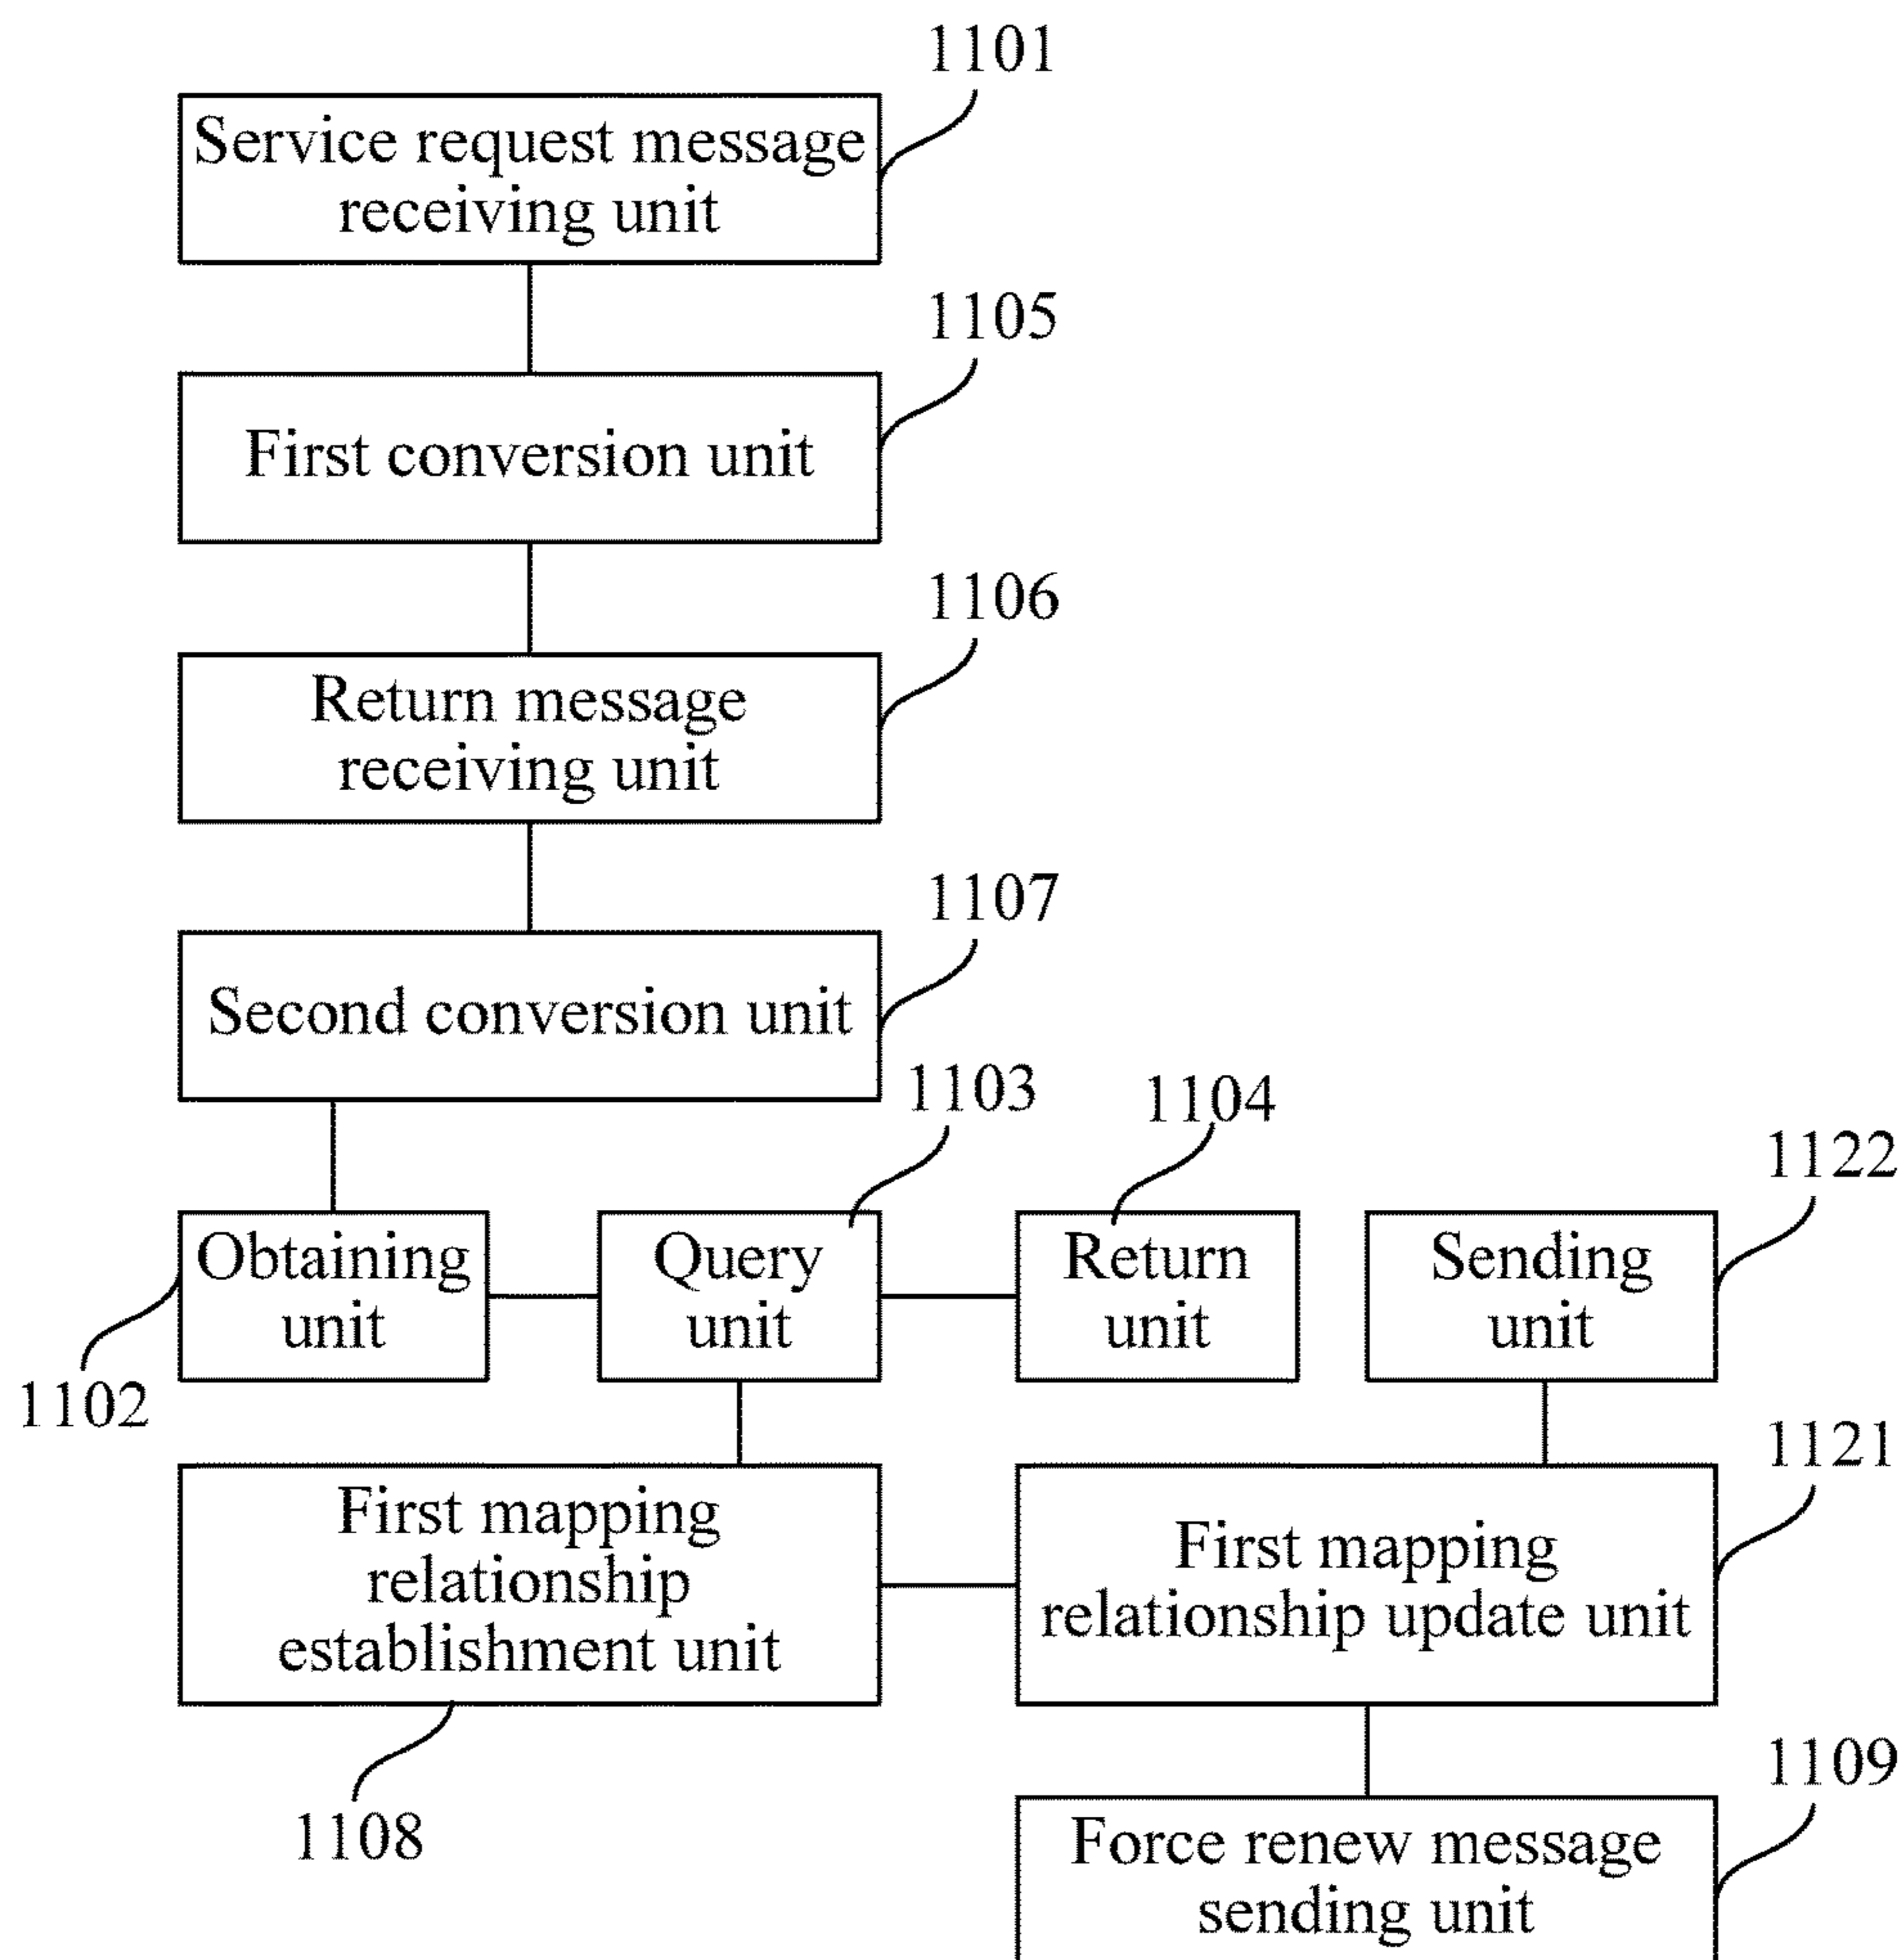 1101
Service request message
receiving unit
1105
First conversion unit
1106
Return message
receiving unit
1107
Second conversion unit
1103
1104
1122
Obtaining
unit
Query
unit
Return
unit
Sending
unit
1102
1121
First mapping
relationship
establishment unit
First mapping
relationship update unit
1108
1109
Force renew message
sending unit